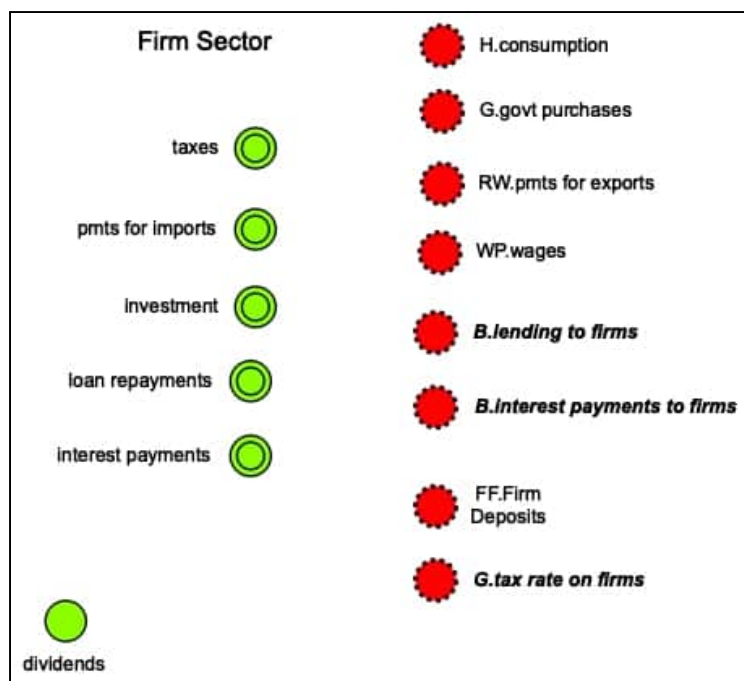 Firm Sector
taxes
pmts for imports
investment
loan repayments
interest payments
dividends
H.consumption
G.govt purchases
RW.pmts for exports
WP.wages
B.lending to firms
B.interest payments to firms
FF.Firm
Deposits
G.tax rate on firms